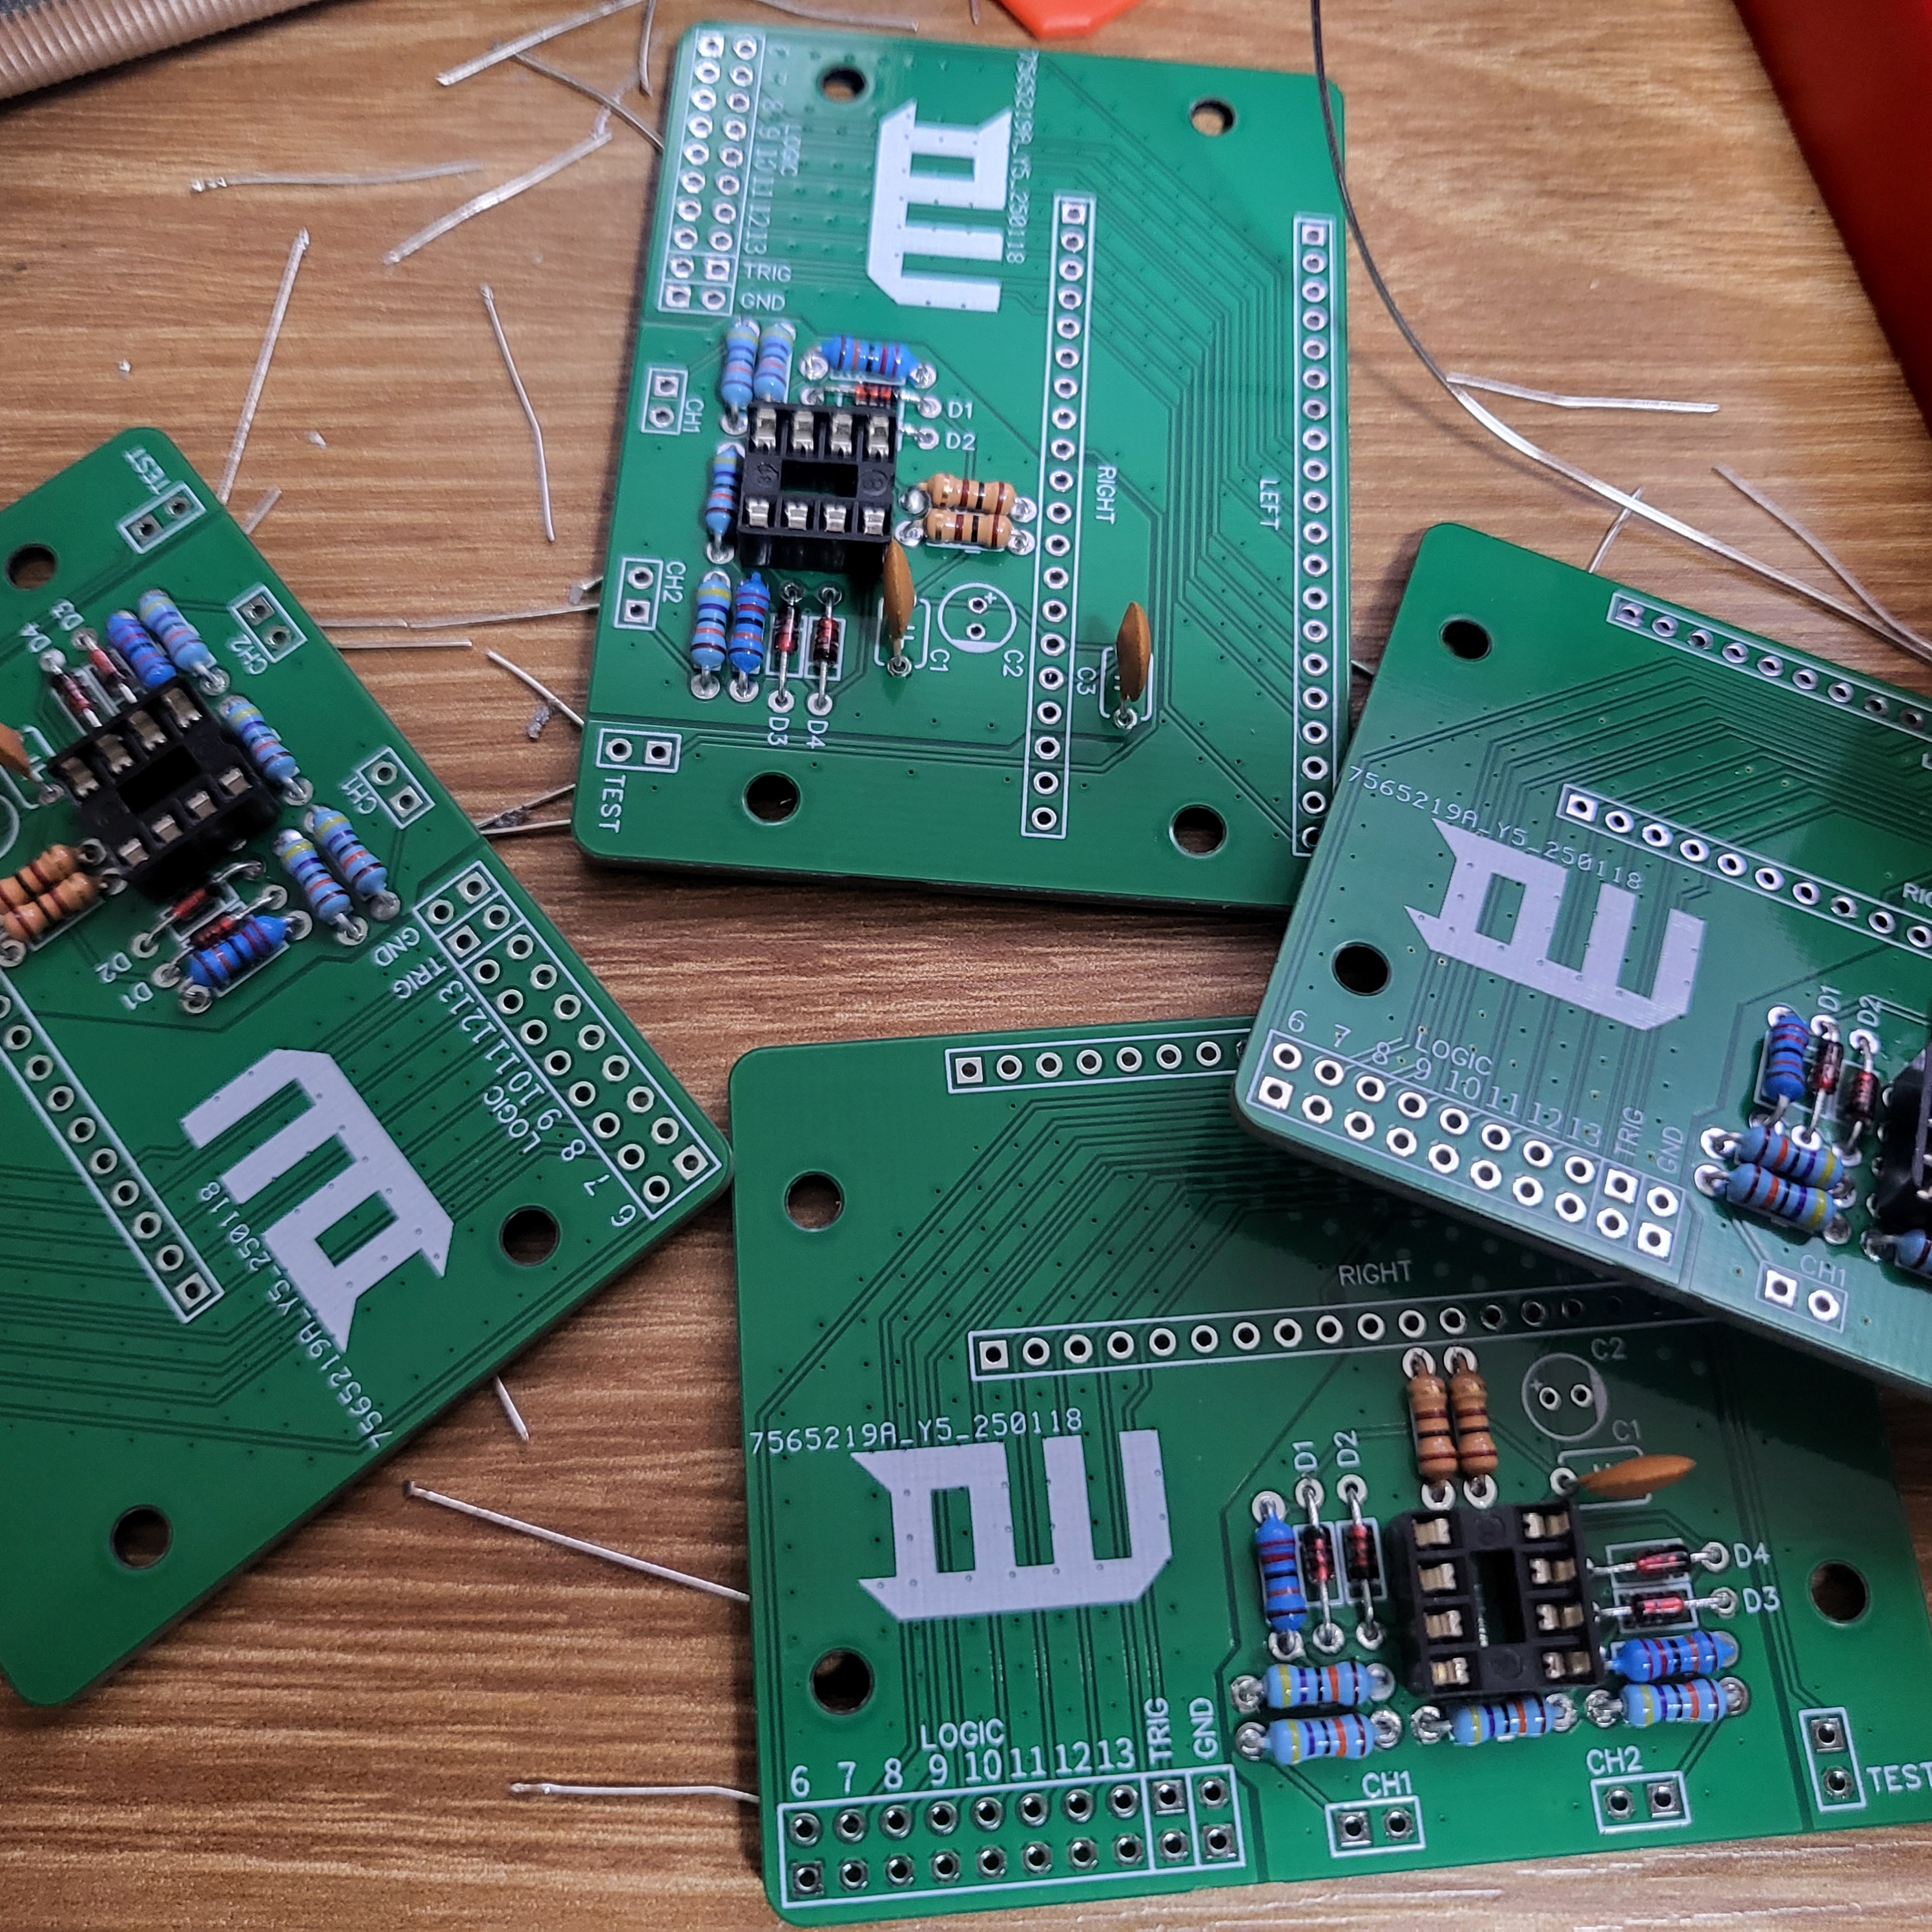 7565219A_Y5_250118
LOGIC
8 9 10 11 12 13
TRIG
GND
CH1
D1
D2
RIGHT
LEFT
CH2
C1
C2
C3
D3
D4
TEST
TEST
D3
D4
CH2
CH1
GND
TRIG
D2
D1
LOGIC
6 7 8 9 10 11 12 13
7565219A_Y5_250118
7565219A_Y5_250118
D1
D2
LOGIC
6 7 8 9 10 11 12 13
TRIG
GND
CH1
RIGHT
C2
C1
7565219A_Y5_250118
D1
D2
D4
D3
LOGIC
6 7 8 9 10 11 12 13
TRIG
GND
CH1
CH2
TEST